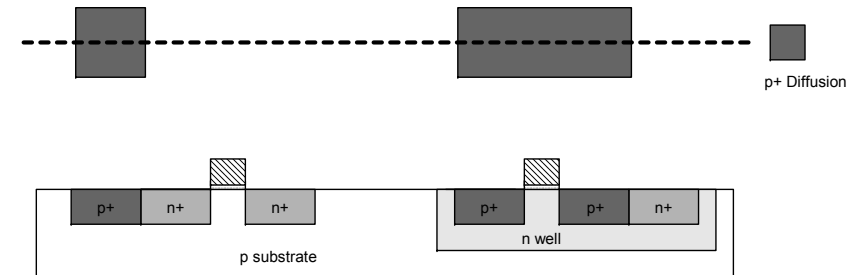 p+ Diffusion
p+ n+ n+ p+ p+ n+
n well
p substrate